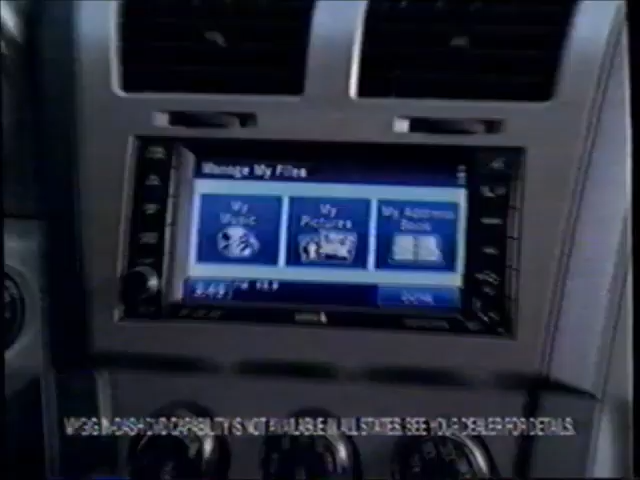 Manage My Files
My
Music
My
Pictures
My Address
Book
Done
MYGIG IN-DASH DVD CAPABILITY IS NOT AVAILABLE IN ALL STATES. SEE YOUR DEALER FOR DETAILS.